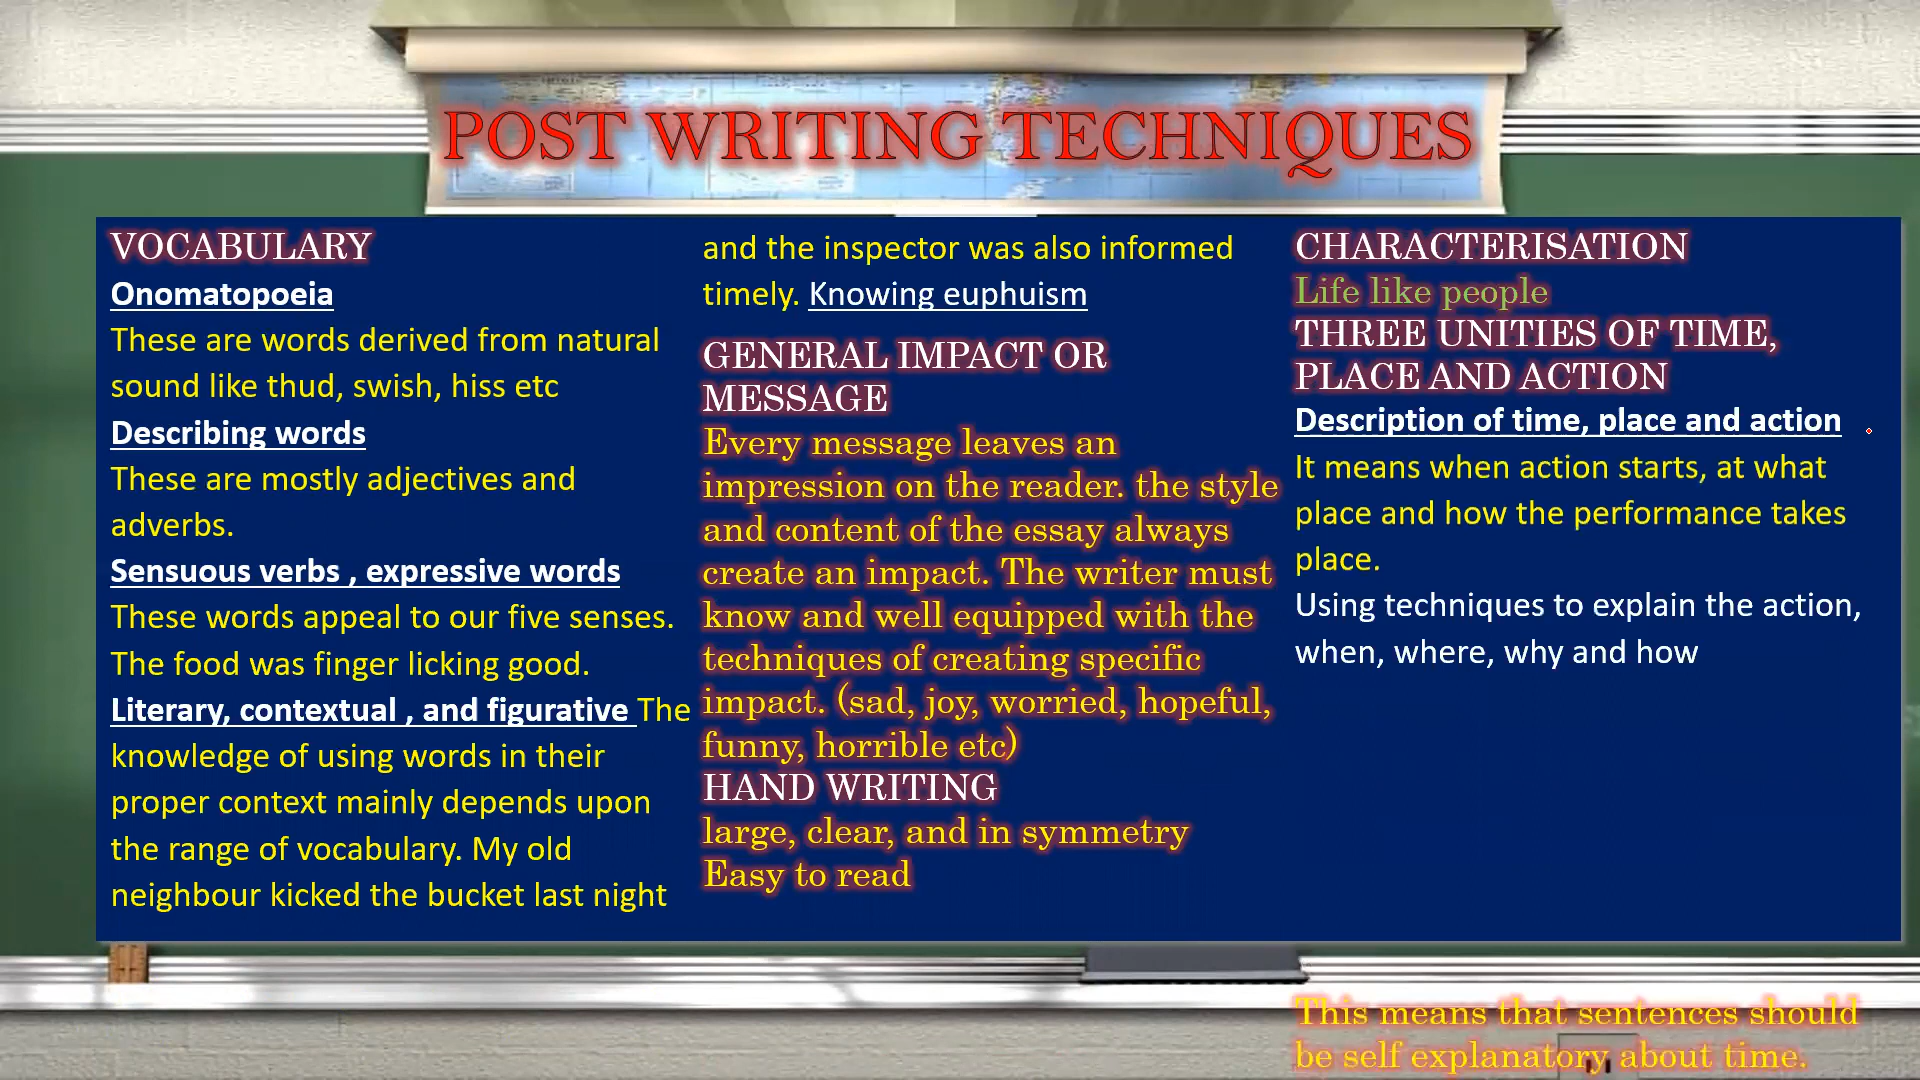 POST WRITING TECHNIQUES
VOCABULARY
Onomatopoeia
These are words derived from natural
sound like thud, swish, hiss etc
Describing words
These are mostly adjectives and
adverbs.
Sensuous verbs , expressive words
These words appeal to our five senses.
The food was finger licking good.
Literary, contextual , and figurative The
knowledge of using words in their
proper context mainly depends upon
the range of vocabulary. My old
neighbour kicked the bucket last night
and the inspector was also informed
timely. Knowing euphuism
GENERAL IMPACT OR
MESSAGE
Every message leaves an
impression on the reader. the style
and content of the essay always
create an impact. The writer must
know and well equipped with the
techniques of creating specific
impact. (sad, joy, worried, hopeful,
funny, horrible etc)
HAND WRITING
large, clear, and in symmetry
Easy to read
CHARACTERISATION
Life like people
THREE UNITIES OF TIME,
PLACE AND ACTION
Description of time, place and action
It means when action starts, at what
place and how the performance takes
place.
Using techniques to explain the action,
when, where, why and how
This means that sentences should
be self explanatory about time.